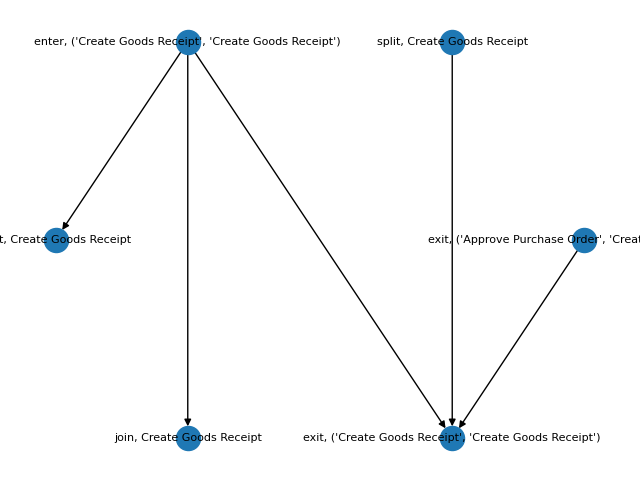 enter, ('Create Goods Receipt', 'Create Goods Receipt')
split, Create Goods Receipt
Create Goods Receipt
exit, ('Approve Purchase Order',
join, Create Goods Receipt
exit, ('Create Goods Receipt', 'Create Goods Receipt')